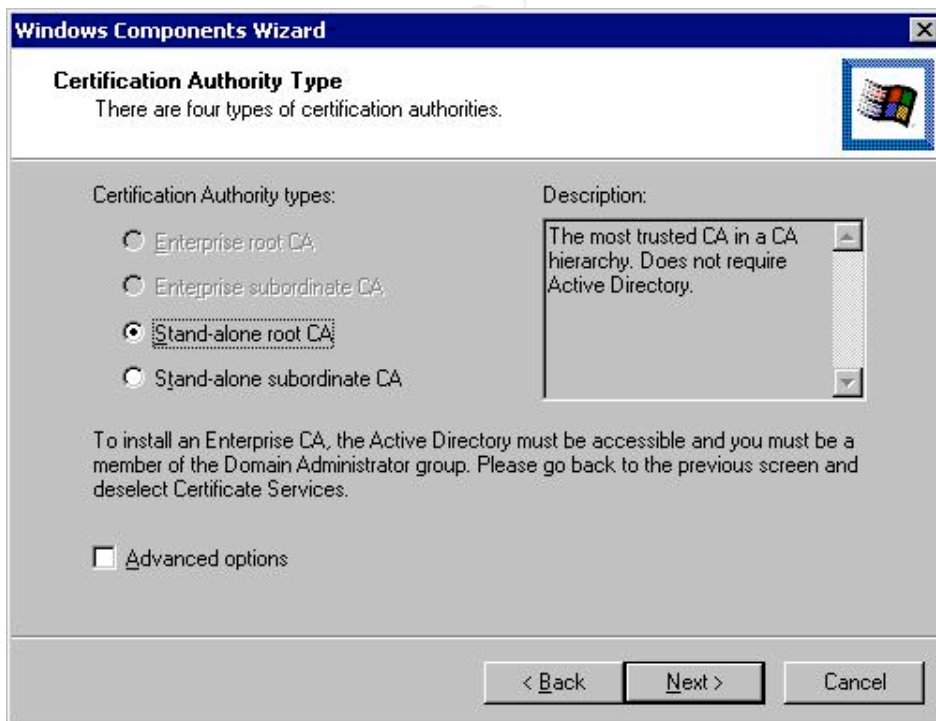 Windows Components Wizard
Certification Authority Type
There are four types of certification authorities.
Certification Authority types:
Enterprise root CA
Enterprise subordinate CA
Stand-alone root CA
Stand-alone subordinate CA
Description:
The most trusted CA in a CA
hierarchy. Does not require
Active Directory.
To install an Enterprise CA, the Active Directory must be accessible and you must be a
member of the Domain Administrator group. Please go back to the previous screen and
deselect Certificate Services.
Advanced options
< Back
Next >
Cancel